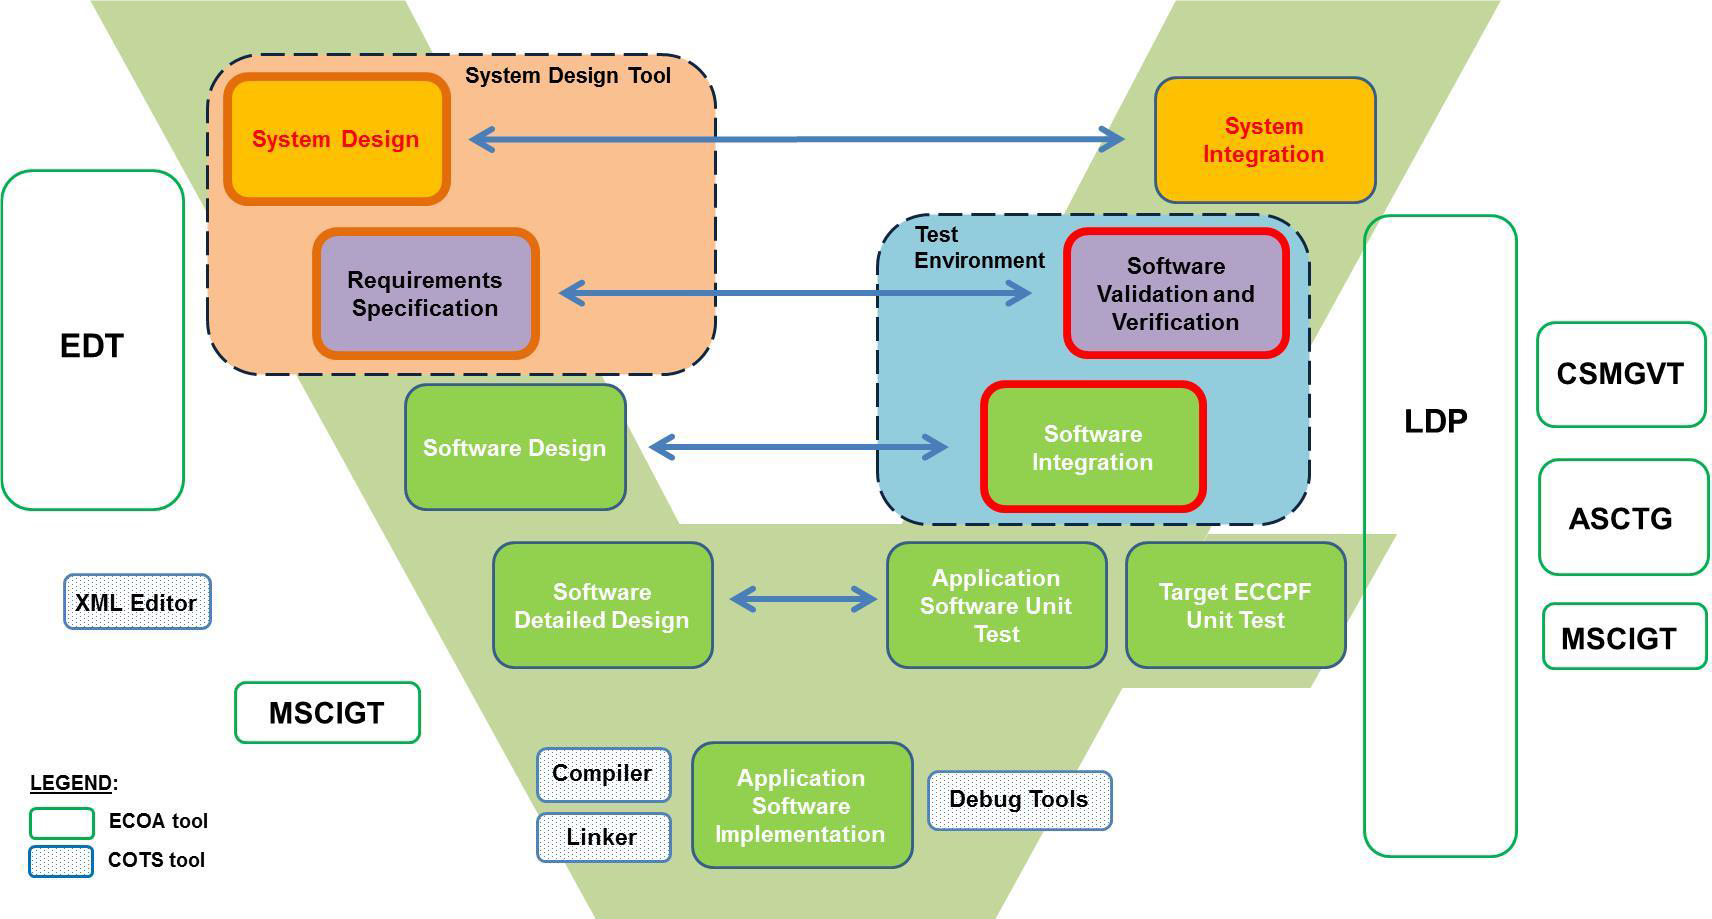 System Design Tool
System Design
System
Integration
Test
Environment
Requirements
Specification
Software
Validation and
Verification
EDT
CSMGVT
LDP
Software Design
Software
Integration
ASCTG
XML Editor
Software
Detailed Design
Application
Software Unit
Test
Target ECCPF
Unit Test
MSCIGT
MSCIGT
Compiler
Linker
Application
Software
Implementation
Debug Tools
LEGEND:
ECOA tool
COTS tool